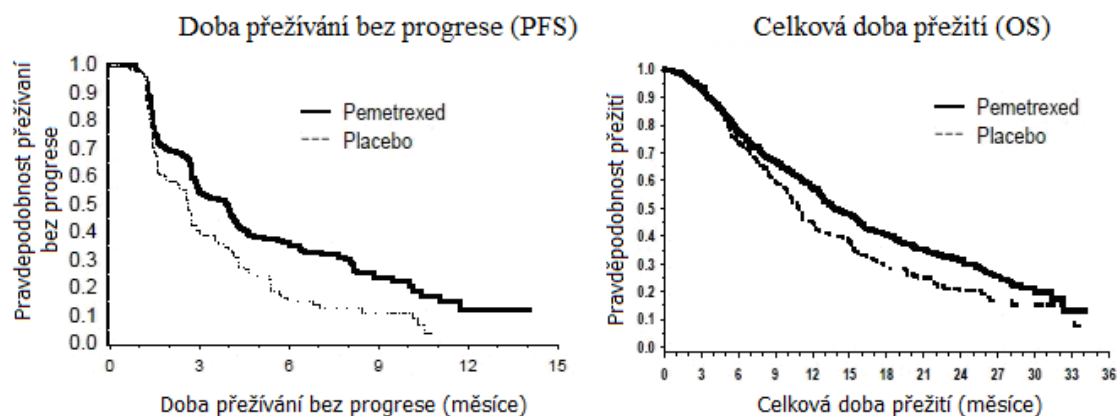 Doba přežívání bez progrese (PFS)
Pravdepodobnost přežívaní
bez progrese
1.0
0.9
0.8
0.7
0.6
0.5
0.4
0.3
0.2
0.1
0.0
Pemetrexed
Placebo
0 3 6 9 12 15
Doba přežívání bez progrese (měsíce)
Celková doba přežití (OS)
Pravděpodobnost přežití
1.0
0.9
0.8
0.7
0.6
0.5
0.4
0.3
0.2
0.1
0.0
Pemetrexed
Placebo
0 3 6 9 12 15 18 21 24 27 30 33 36
Celková doba přežití (měsíce)